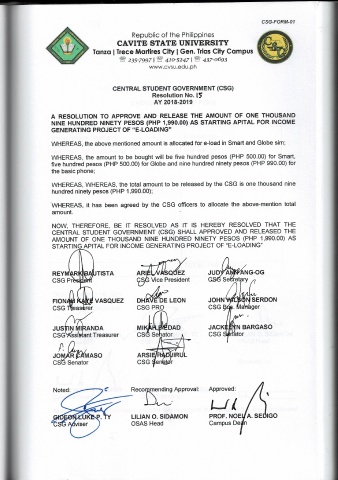 CSG-FORM-01
Republic of the Philippines
CAVITE STATE UNIVERSITY
Tanza | Trece Martires City | Gen. Trias City Campus
☏ 239-7997 | ☏ 410-5247 | ☏ 437-0693
www.cvsu.edu.ph
CENTRAL STUDENT GOVERNMENT (CSG)
Resolution No. 15
AY 2018-2019
A RESOLUTION TO APPROVE AND RELEASE THE AMOUNT OF ONE THOUSAND
NINE HUNDRED NINETY PESOS (PHP 1,990.00) AS STARTING APITAL FOR INCOME
GENERATING PROJECT OF "E-LOADING"
WHEREAS, the above mentioned amount is allocated for e-load in Smart and Globe sim;
WHEREAS, the amount to be bought will be five hundred pesos (PHP 500.00) for Smart,
five hundred pesos (PHP 500.00) for Globe and nine hundred ninety pesos (PHP 990.00) for
the basic phone;
WHEREAS, WHEREAS, the total amount to be released by the CSG is one thousand nine
hundred ninety pesos (PHP 1,990.00);
WHEREAS, it has been agreed by the CSG officers to allocate the above-mention total
amount.
NOW, THEREFORE, BE IT RESOLVED AS IT IS HEREBY RESOLVED THAT THE
CENTRAL STUDENT GOVERNMENT (CSG) SHALL APPROVED AND RELEASED THE
AMOUNT OF ONE THOUSAND NINE HUNDRED NINETY PESOS (PHP 1,990.00) AS
STARTING APITAL FOR INCOME GENERATING PROJECT OF "E-LOADING"
REYMARK BAUTISTA ARIEL VASQUEZ JUDY
CSG President CSG Vice President CSG Secretary
FIONAH KAYE VASQUEZ DHAVE DE LEON JOHN WILSON SERDON
CSG Treasurer CSG PRO CSG Bus. Manager
JUSTIN MIRANDA JACKELYN BARGASO
CSG Assistant Treasurer CSG Senator CSG Senator
JOMAR CAMASO ARSIE
CSG Senator CSG Senator
Noted: Recommending Approval: Approved:
GIDEON LUKE P. TY LILIAN O. SIDAMON PROF. NOEL A. SEDIGO
CSG Adviser OSAS Head Campus Dean